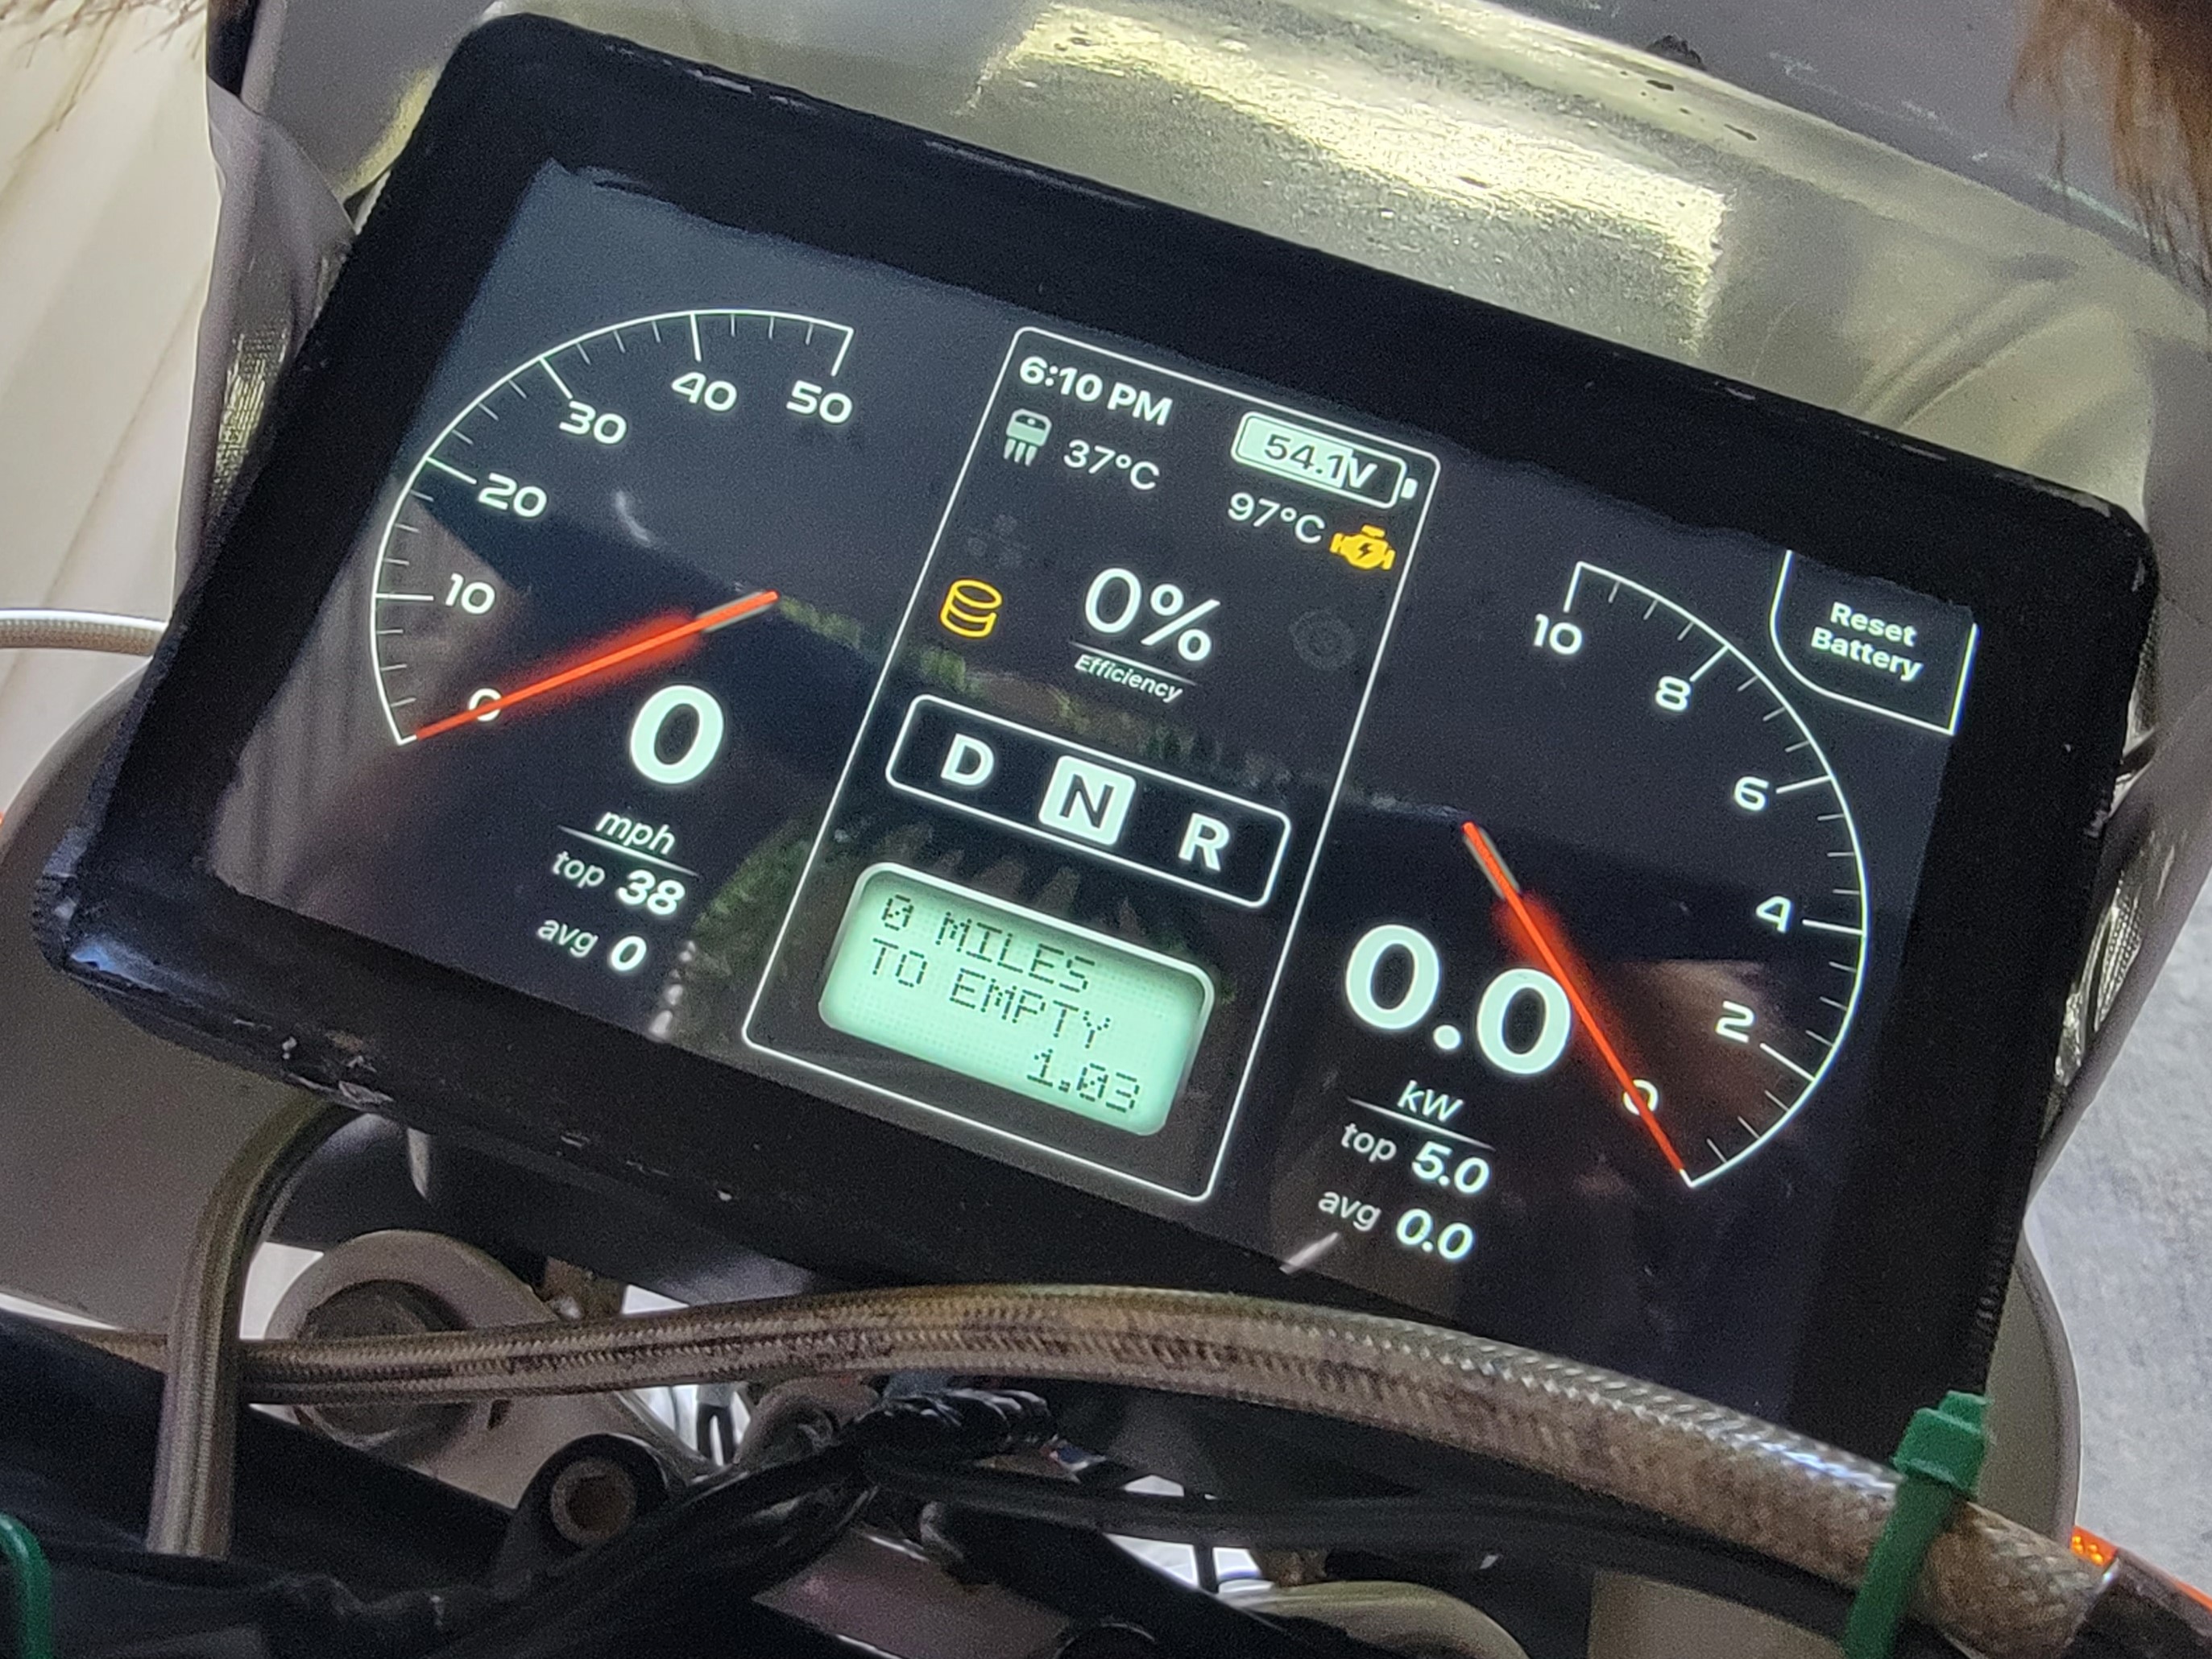 50
40
30
20
10
0
0
mph
top 38
avg 0
6:10 PM
54.1V
37°C
97°C
0%
Efficiency
D N R
0 MILES
TO EMPTY
1.03
Reset
Battery
10
8
6
4
2
0
0.0
kW
top 5.0
avg 0.0